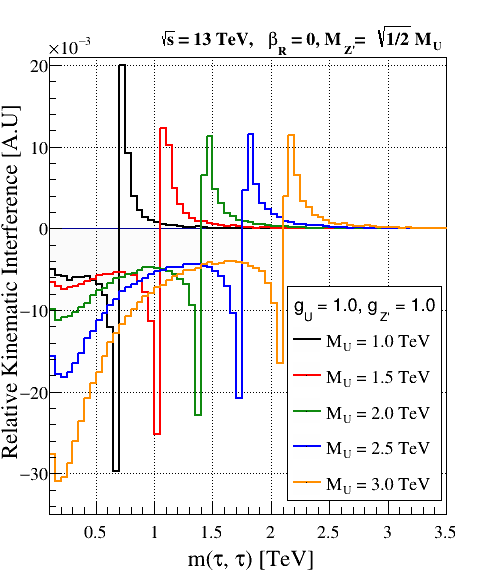 √s = 13 TeV, β_R = 0, M_Z' = √1/2 M_U
×10⁻³
Relative Kinematic Interference [A.U]
20
10
0
−10
−20
−30
g_U = 1.0, g_Z' = 1.0
M_U = 1.0 TeV
M_U = 1.5 TeV
M_U = 2.0 TeV
M_U = 2.5 TeV
M_U = 3.0 TeV
0.5 1 1.5 2 2.5 3 3.5
m(τ, τ) [TeV]